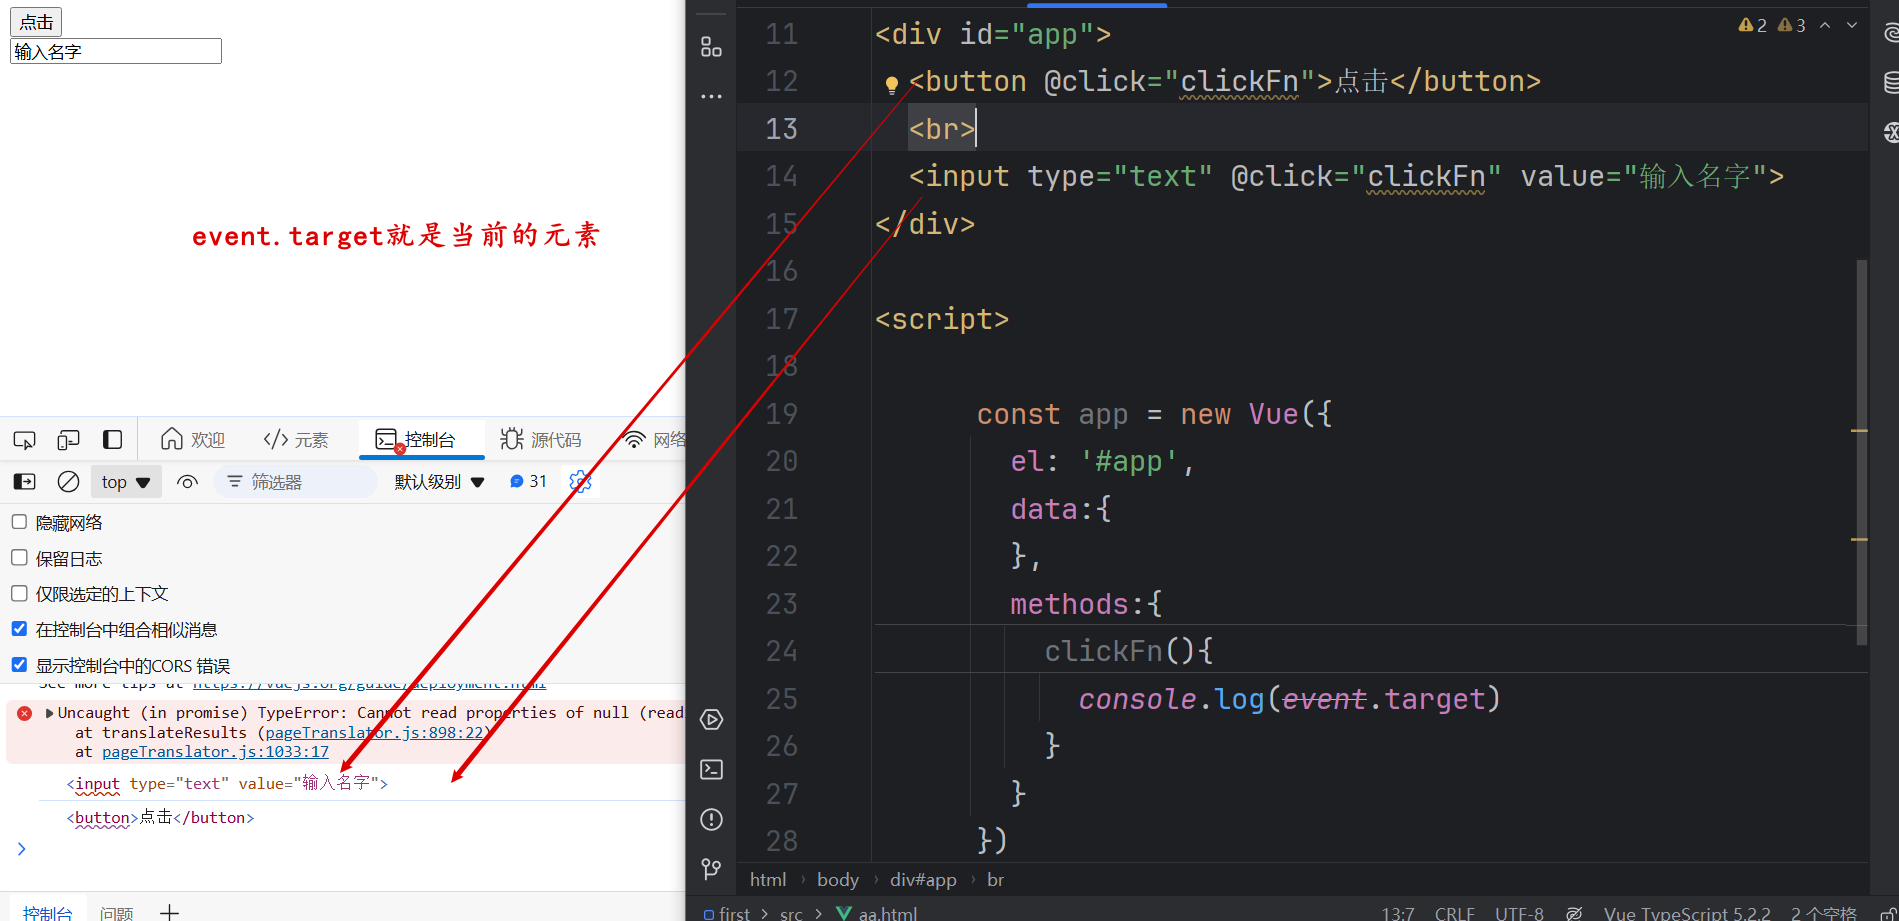 点击
输入名字
event.target就是当前的元素
欢迎
</> 元素
控制台
源代码
网络
top
筛选器
默认级别
31
隐藏网络
保留日志
仅限选定的上下文
在控制台中组合相似消息
显示控制台中的CORS 错误
See more tips at https://vuejs.org/guide/deployment.html
Uncaught (in promise) TypeError: Cannot read properties of null (read
at translateResults (pageTranslator.js:898:22)
at pageTranslator.js:1033:17
<input type="text" value="输入名字">
<button>点击</button>
>
控制台 问题 +
2 3
11 <div id="app">
12 <button @click="clickFn">点击</button>
13 <br>
14 <input type="text" @click="clickFn" value="输入名字">
15 </div>
16
17 <script>
18
19 const app = new Vue({
20 el: '#app',
21 data:{
22 },
23 methods:{
24 clickFn(){
25 console.log(event.target)
26 }
27 }
28 })
html › body › div#app › br
first > src > aa.html
13:7 CRLF UTF-8 Vue TypeScript 5.2.2 2 个空格